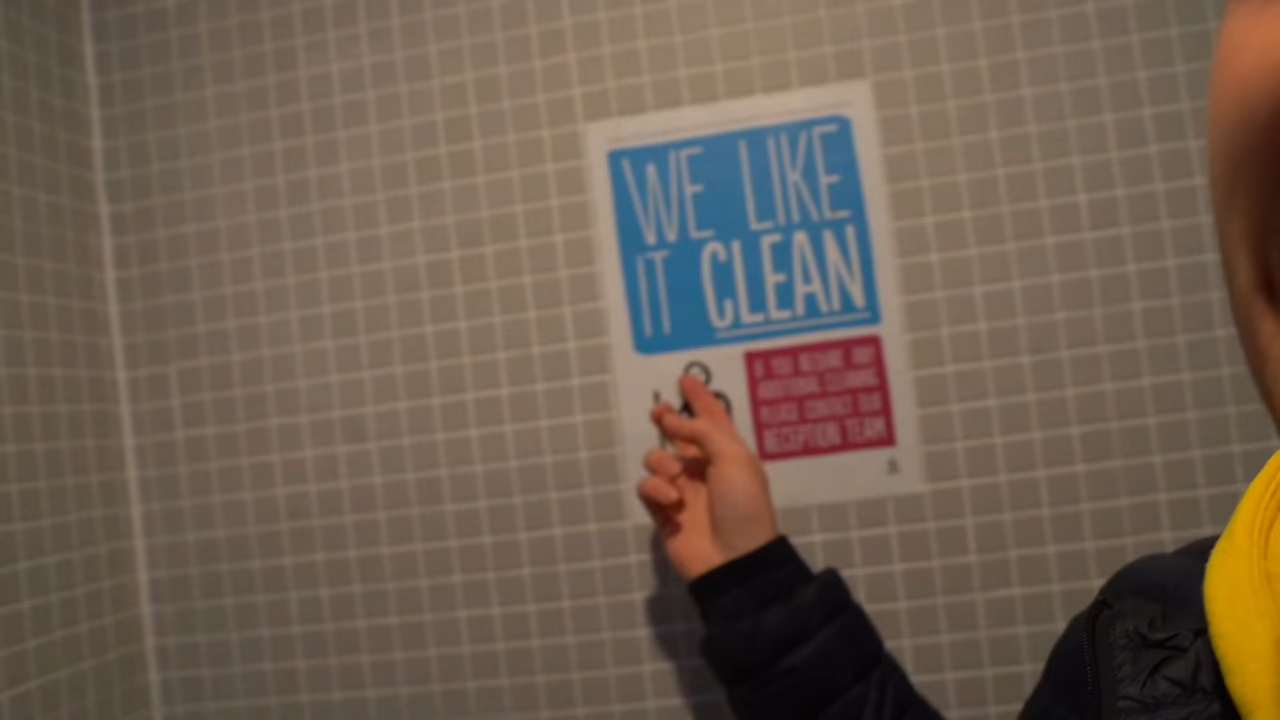 WE LIKE
IT CLEAN
IF YOU REQUIRE ANY
ADDITIONAL CLEANING
PLEASE CONTACT OUR
RECEPTION TEAM